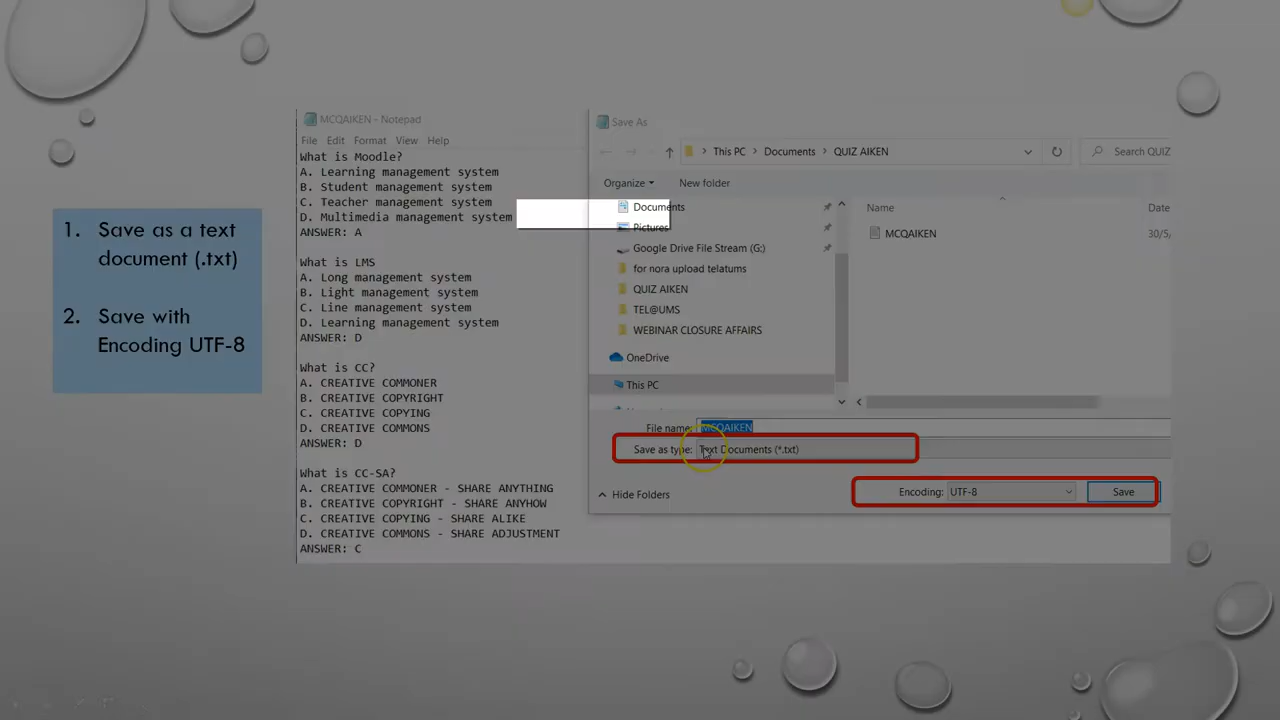 1. Save as a text
document (.txt)
2. Save with
Encoding UTF-8
MCQAIKEN - Notepad
File Edit Format View Help
What is Moodle?
A. Learning management system
B. Student management system
C. Teacher management system
D. Multimedia management system
ANSWER: A
What is LMS
A. Long management system
B. Light management system
C. Line management system
D. Learning management system
ANSWER: D
What is CC?
A. CREATIVE COMMONER
B. CREATIVE COPYRIGHT
C. CREATIVE COPYING
D. CREATIVE COMMONS
ANSWER: D
What is CC-SA?
A. CREATIVE COMMONER - SHARE ANYTHING
B. CREATIVE COPYRIGHT - SHARE ANYHOW
C. CREATIVE COPYING - SHARE ALIKE
D. CREATIVE COMMONS - SHARE ADJUSTMENT
ANSWER: C
Save As
This PC > Documents > QUIZ AIKEN
Search QUIZ
Organize New folder
Documents
Pictures
Google Drive File Stream (G:)
for nora upload telatums
QUIZ AIKEN
TEL@UMS
WEBINAR CLOSURE AFFAIRS
OneDrive
This PC
Name Date
MCQAIKEN 30/5/
File name: MCQAIKEN
Save as type: Text Documents (*.txt)
Hide Folders
Encoding: UTF-8 Save